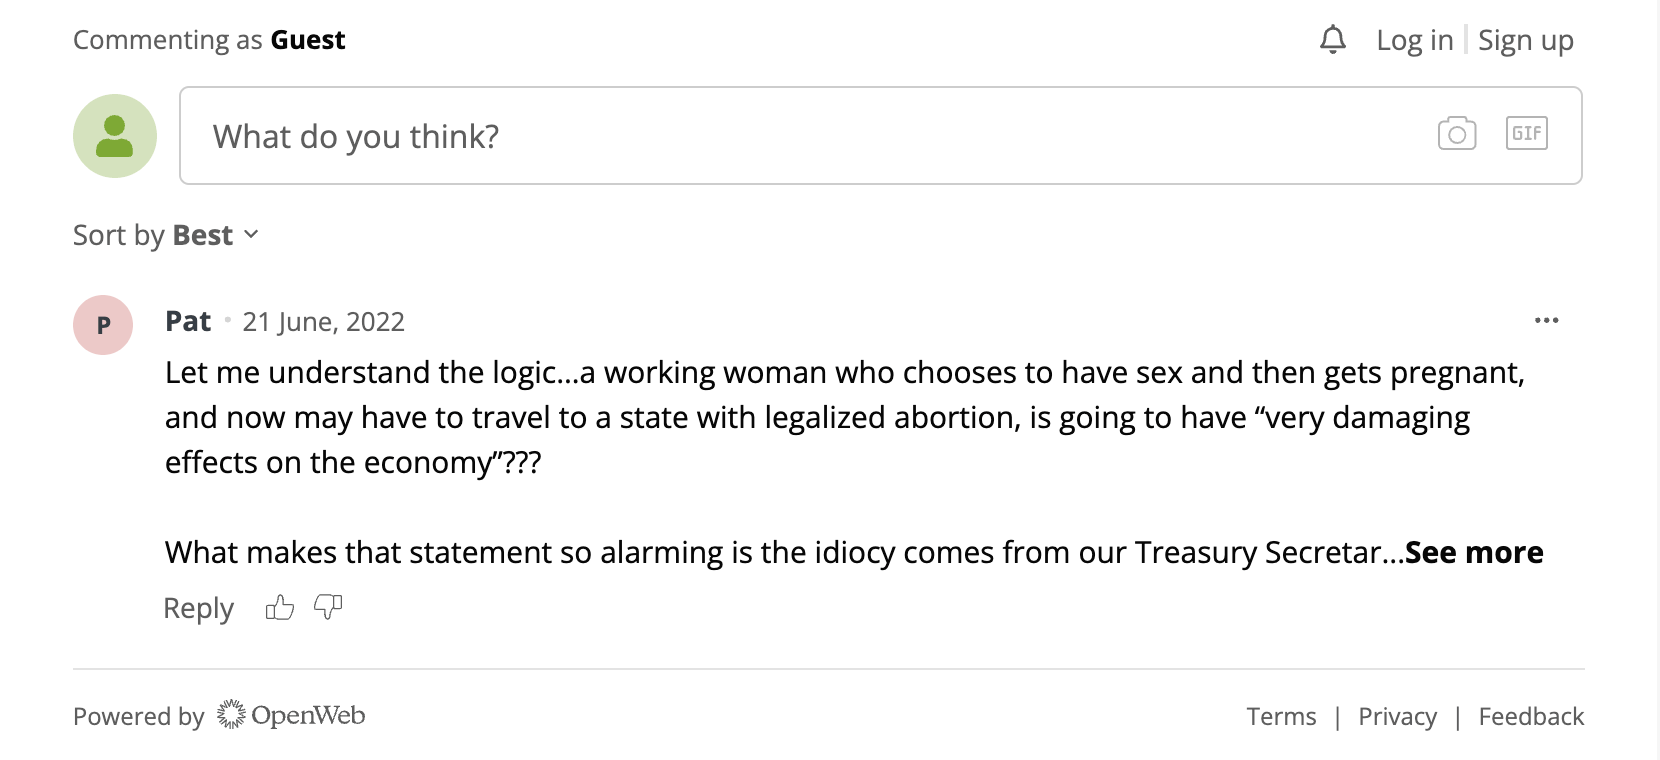 Commenting as Guest
Log in | Sign up
What do you think?
GIF
Sort by Best
P
Pat • 21 June, 2022
Let me understand the logic...a working woman who chooses to have sex and then gets pregnant,
and now may have to travel to a state with legalized abortion, is going to have “very damaging
effects on the economy”???
What makes that statement so alarming is the idiocy comes from our Treasury Secretar...See more
Reply
Powered by OpenWeb
Terms | Privacy | Feedback